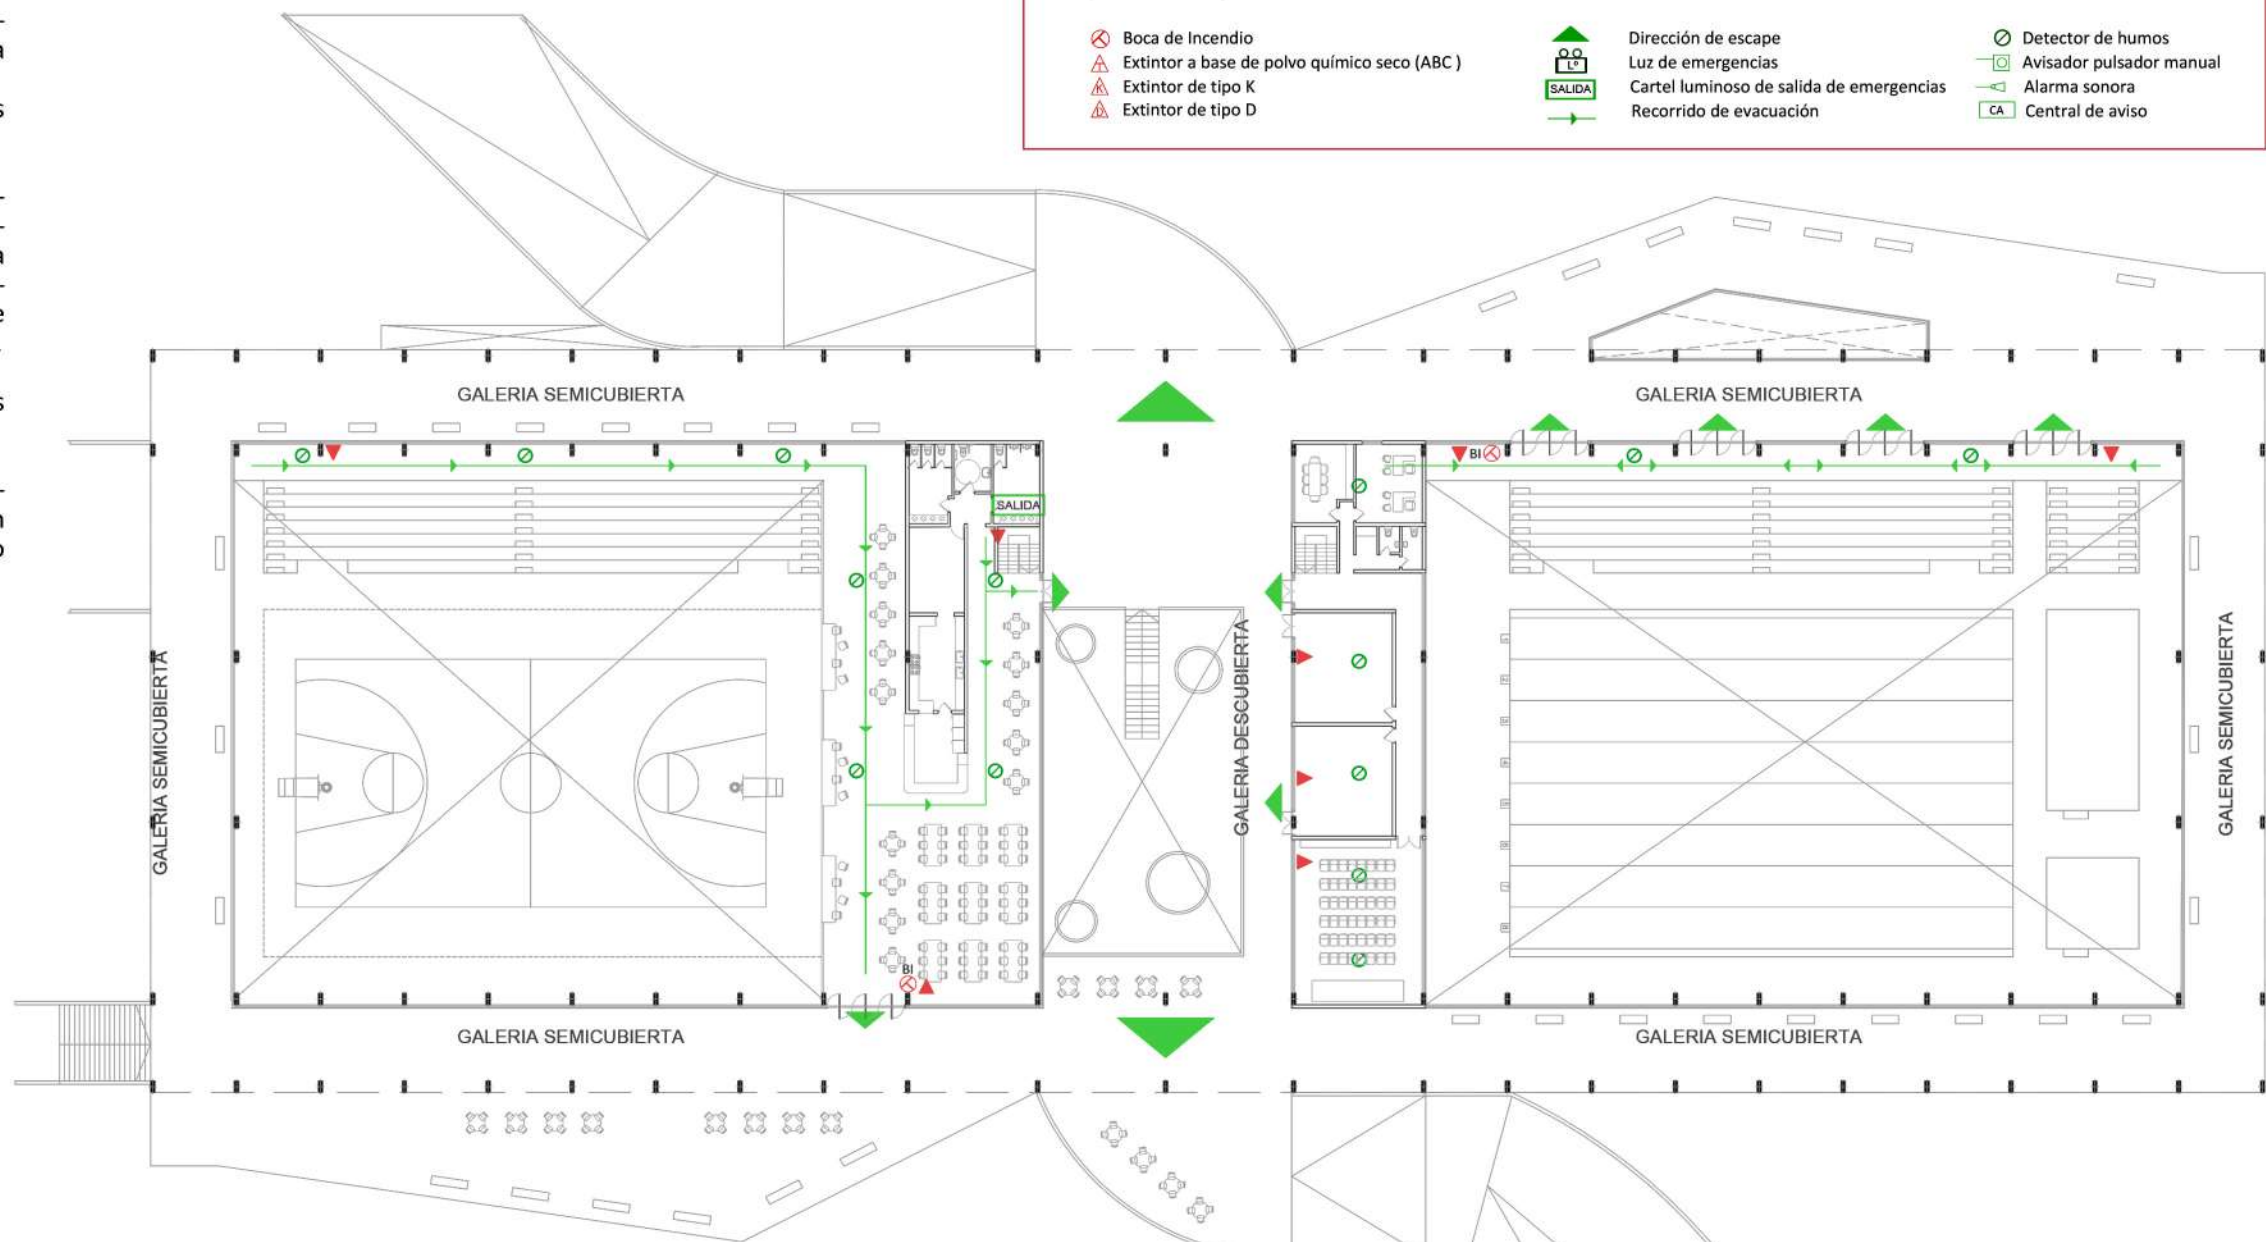 Boca de Incendio
Extintor a base de polvo químico seco (ABC )
K
Extintor de tipo K
D
Extintor de tipo D
Dirección de escape
Lº
Luz de emergencias
SALIDA
Cartel luminoso de salida de emergencias
Recorrido de evacuación
Detector de humos
Avisador pulsador manual
Alarma sonora
CA
Central de aviso
GALERIA SEMICUBIERTA
GALERIA SEMICUBIERTA
BI
SALIDA
GALERIA SEMICUBIERTA
GALERIA DESCUBIERTA
GALERIA SEMICUBIERTA
BI
GALERIA SEMICUBIERTA
GALERIA SEMICUBIERTA